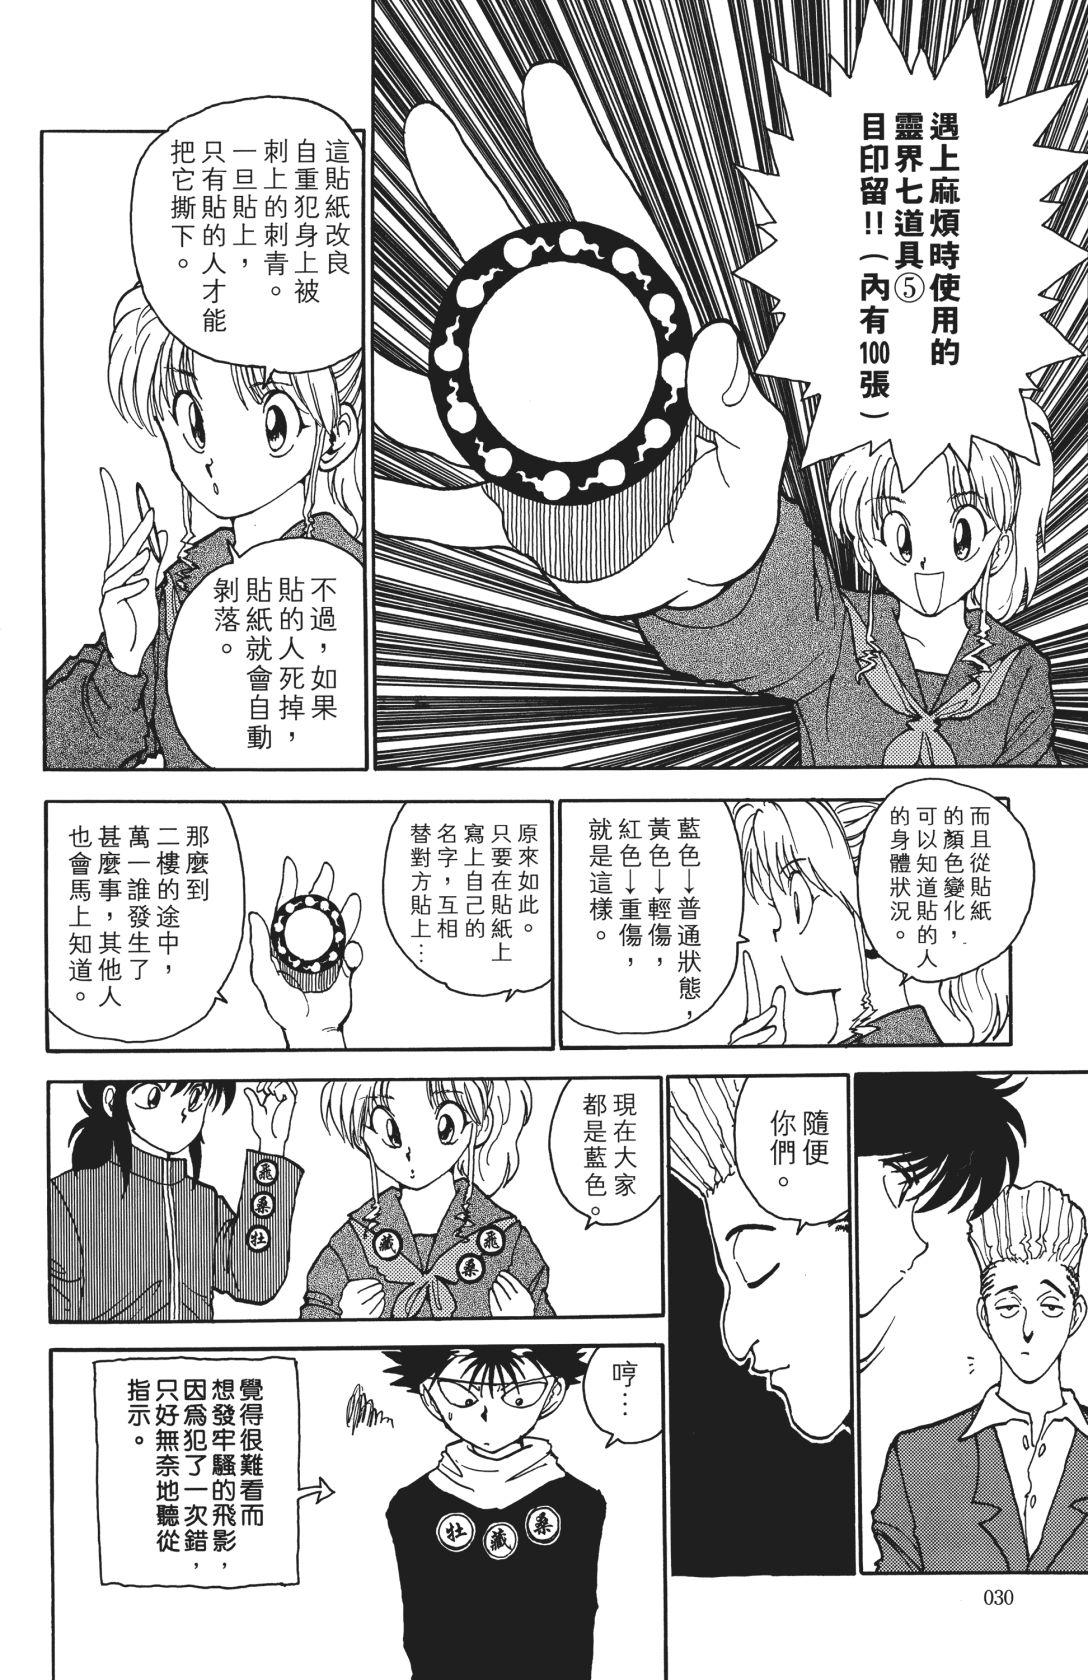 遇上麻煩時使用的
靈界七道具⑤
目印留!!(內有100張)
這貼紙改良
自重犯身上被
刺上的刺青。
一旦貼上,
只有貼的人才能
把它撕下。
不過,如果
貼的人死掉,
貼紙就會自動
剝落。
而且從貼紙
的顏色變化,
可以知道貼的人
的身體狀況。
藍色→普通狀態,
黃色→輕傷,
紅色→重傷,
就是這樣。
原來如此。
只要在貼紙上
寫上自己的
名字,互相
替對方貼上…
那麼到
二樓的途中,
萬一誰發生了
甚麼事,其他人
也會馬上知道。
隨便
你們。
現在大家
都是藍色。
藏
飛
桑
飛
桑
牡
哼…
牡
藏
桑
覺得很難看而
想發牢騷的飛影,
因為犯了一次錯,
只好無奈地聽從
指示。
030